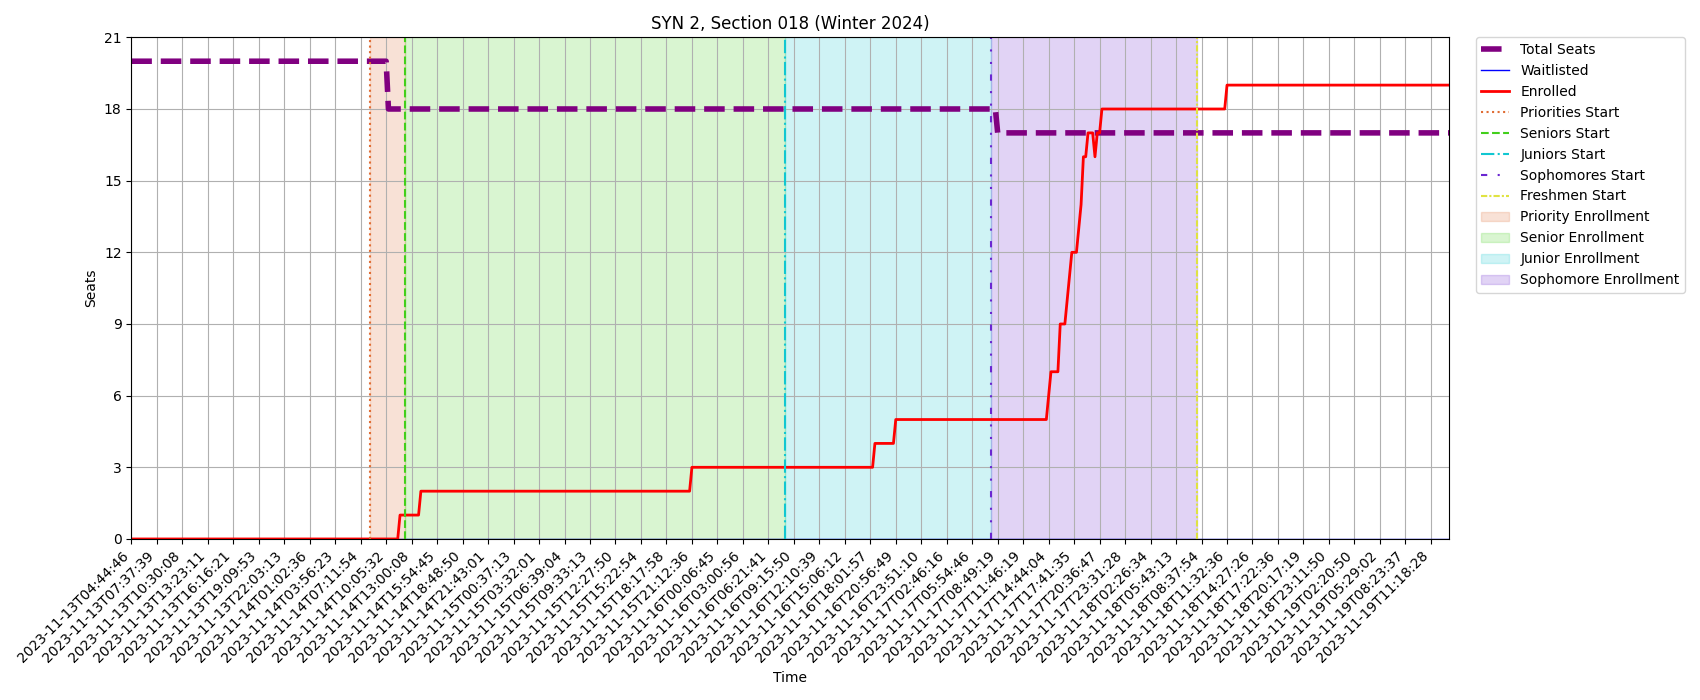 SYN 2, Section 018 (Winter 2024)
21
18
15
12
9
6
3
0
Seats
2023-11-13T04:44:46
2023-11-13T07:37:39
2023-11-13T10:30:08
2023-11-13T13:23:11
2023-11-13T16:16:21
2023-11-13T19:09:53
2023-11-13T22:03:13
2023-11-14T01:02:36
2023-11-14T03:56:23
2023-11-14T07:11:54
2023-11-14T10:05:32
2023-11-14T13:00:08
2023-11-14T15:54:45
2023-11-14T18:48:50
2023-11-14T21:43:01
2023-11-15T00:37:13
2023-11-15T03:32:01
2023-11-15T06:39:04
2023-11-15T09:33:13
2023-11-15T12:27:50
2023-11-15T15:22:54
2023-11-15T18:17:58
2023-11-15T21:12:36
2023-11-16T00:06:45
2023-11-16T03:00:56
2023-11-16T06:21:41
2023-11-16T09:15:50
2023-11-16T12:10:39
2023-11-16T15:06:12
2023-11-16T18:01:57
2023-11-16T20:56:49
2023-11-16T23:51:10
2023-11-17T02:46:16
2023-11-17T05:54:46
2023-11-17T08:49:19
2023-11-17T11:46:19
2023-11-17T14:44:04
2023-11-17T17:41:35
2023-11-17T20:36:47
2023-11-17T23:31:28
2023-11-18T02:26:34
2023-11-18T05:43:13
2023-11-18T08:37:54
2023-11-18T11:32:36
2023-11-18T14:27:26
2023-11-18T17:22:36
2023-11-18T20:17:19
2023-11-18T23:11:50
2023-11-19T02:20:50
2023-11-19T05:29:02
2023-11-19T08:23:37
2023-11-19T11:18:28
Time
Total Seats
Waitlisted
Enrolled
Priorities Start
Seniors Start
Juniors Start
Sophomores Start
Freshmen Start
Priority Enrollment
Senior Enrollment
Junior Enrollment
Sophomore Enrollment